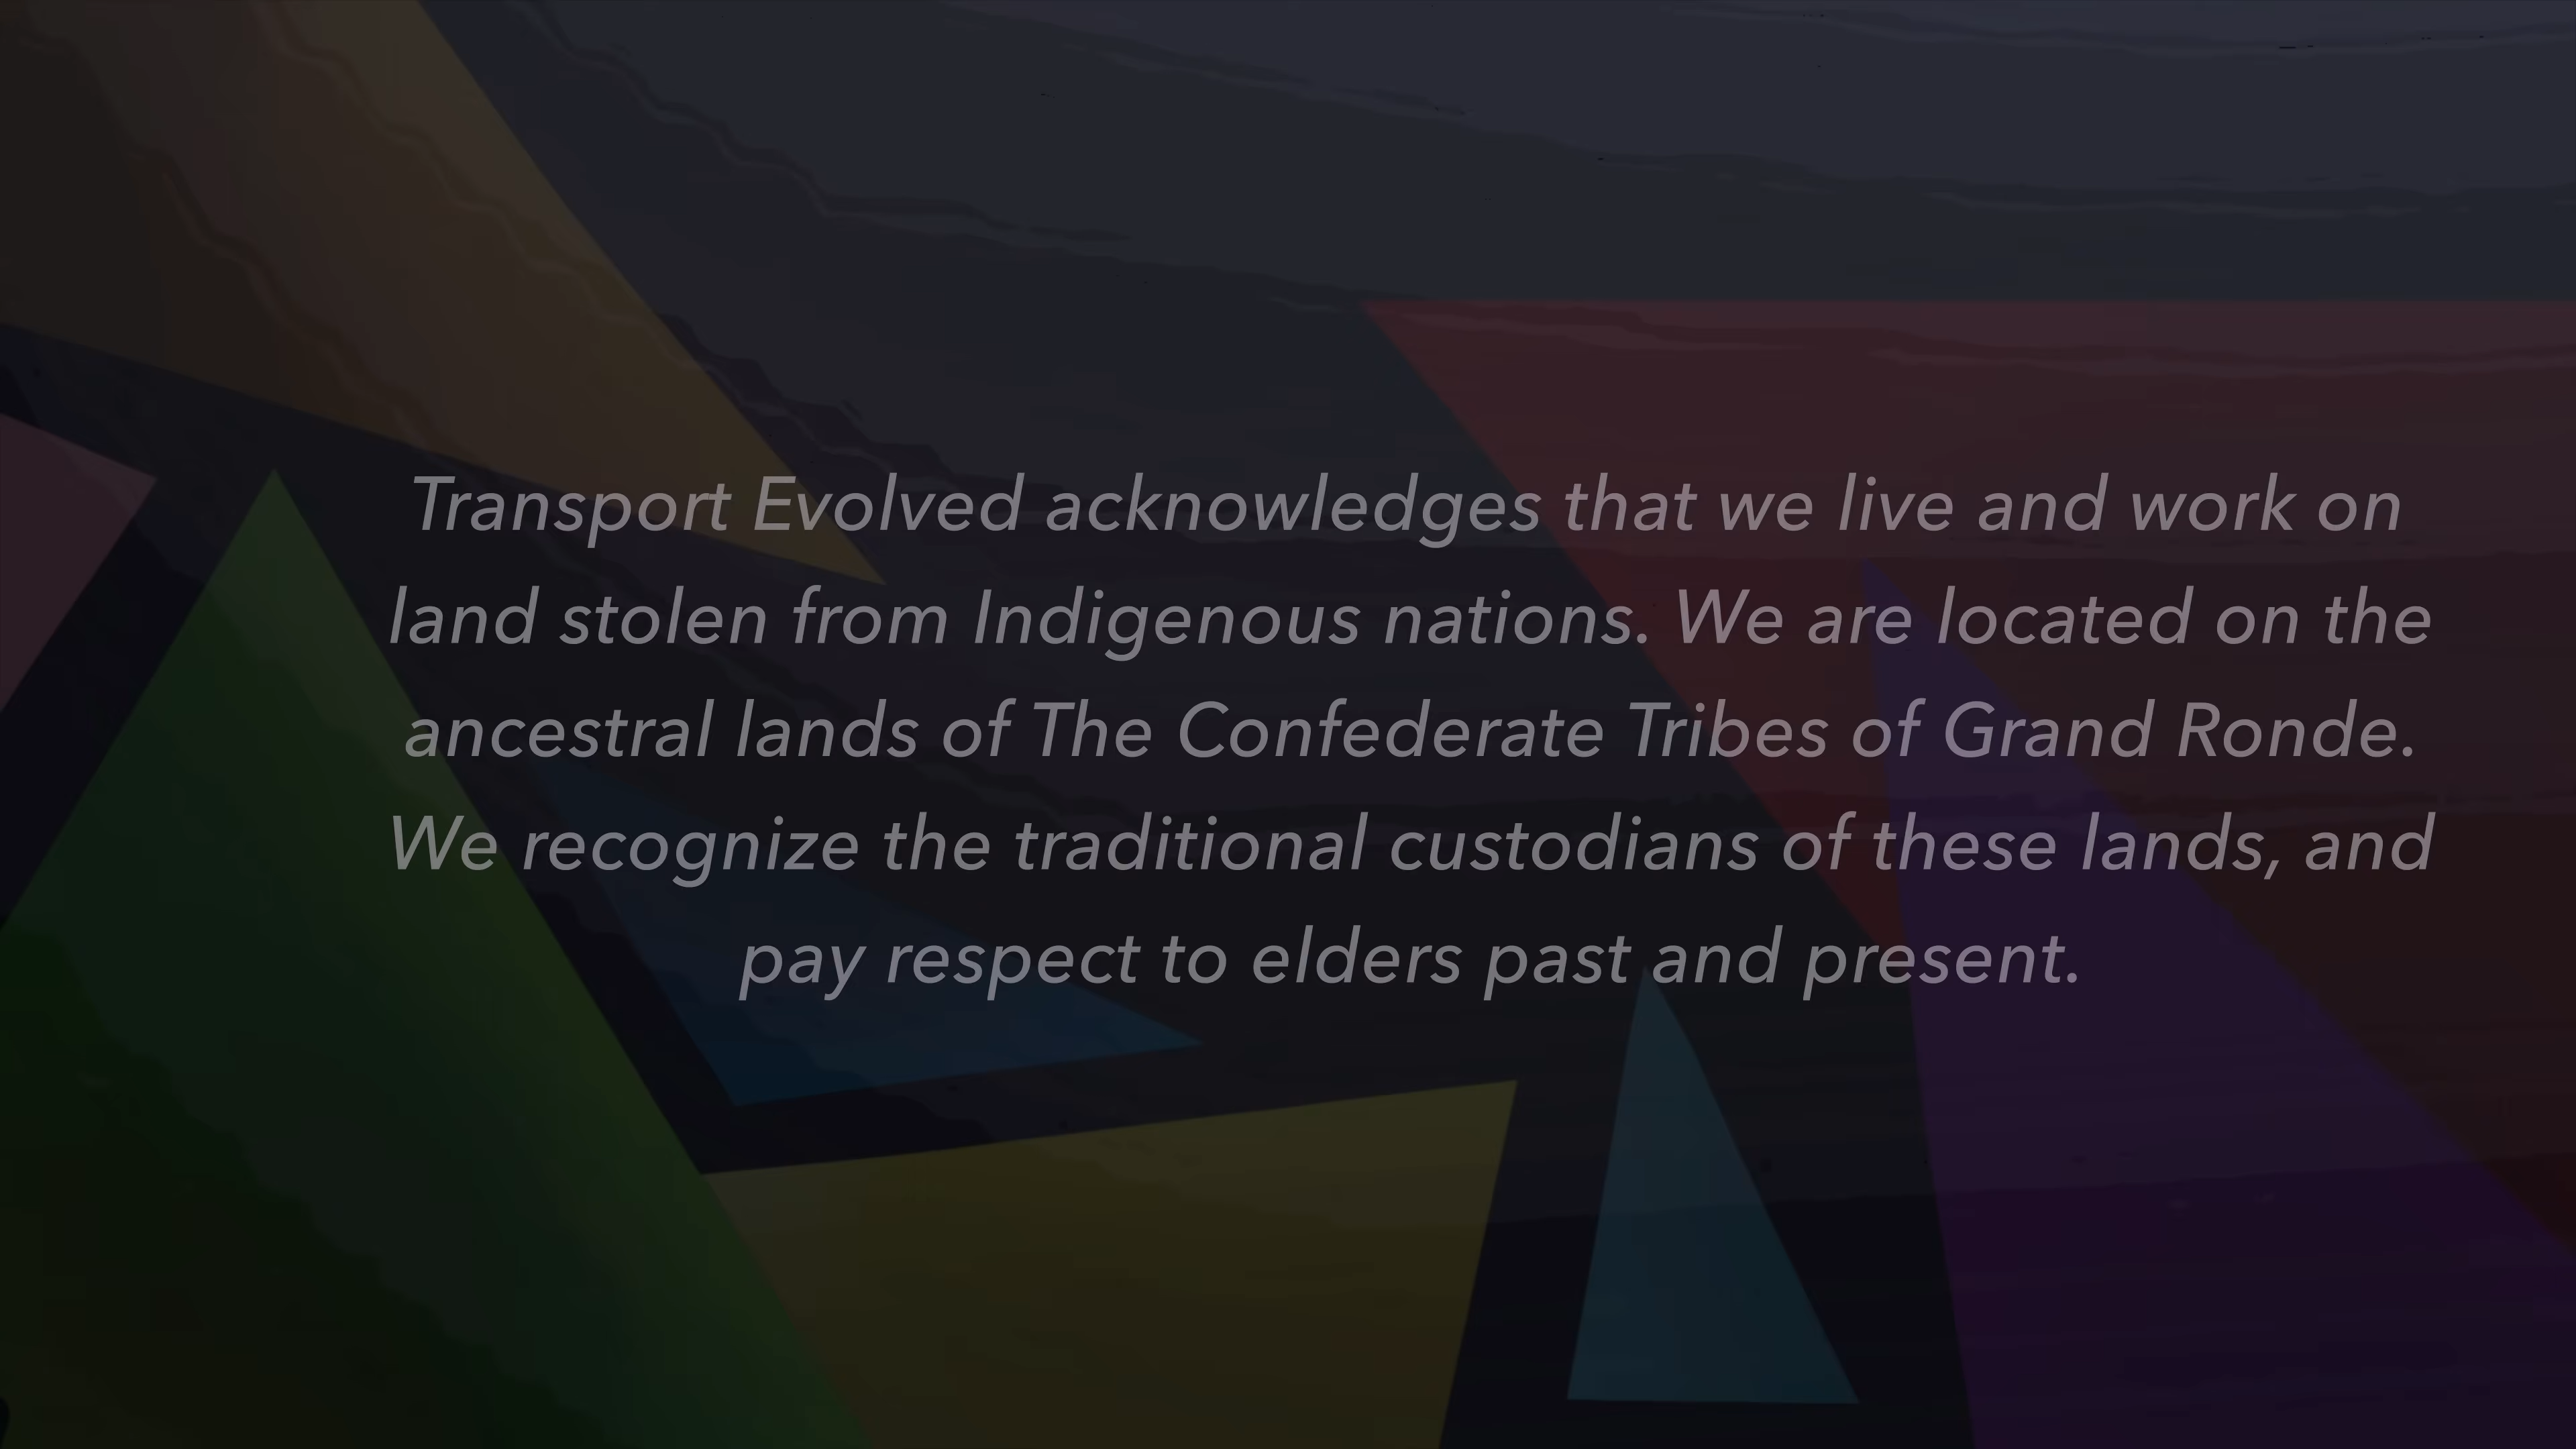 Transport Evolved acknowledges that we live and work on
land stolen from Indigenous nations. We are located on the
ancestral lands of The Confederate Tribes of Grand Ronde.
We recognize the traditional custodians of these lands, and
pay respect to elders past and present.